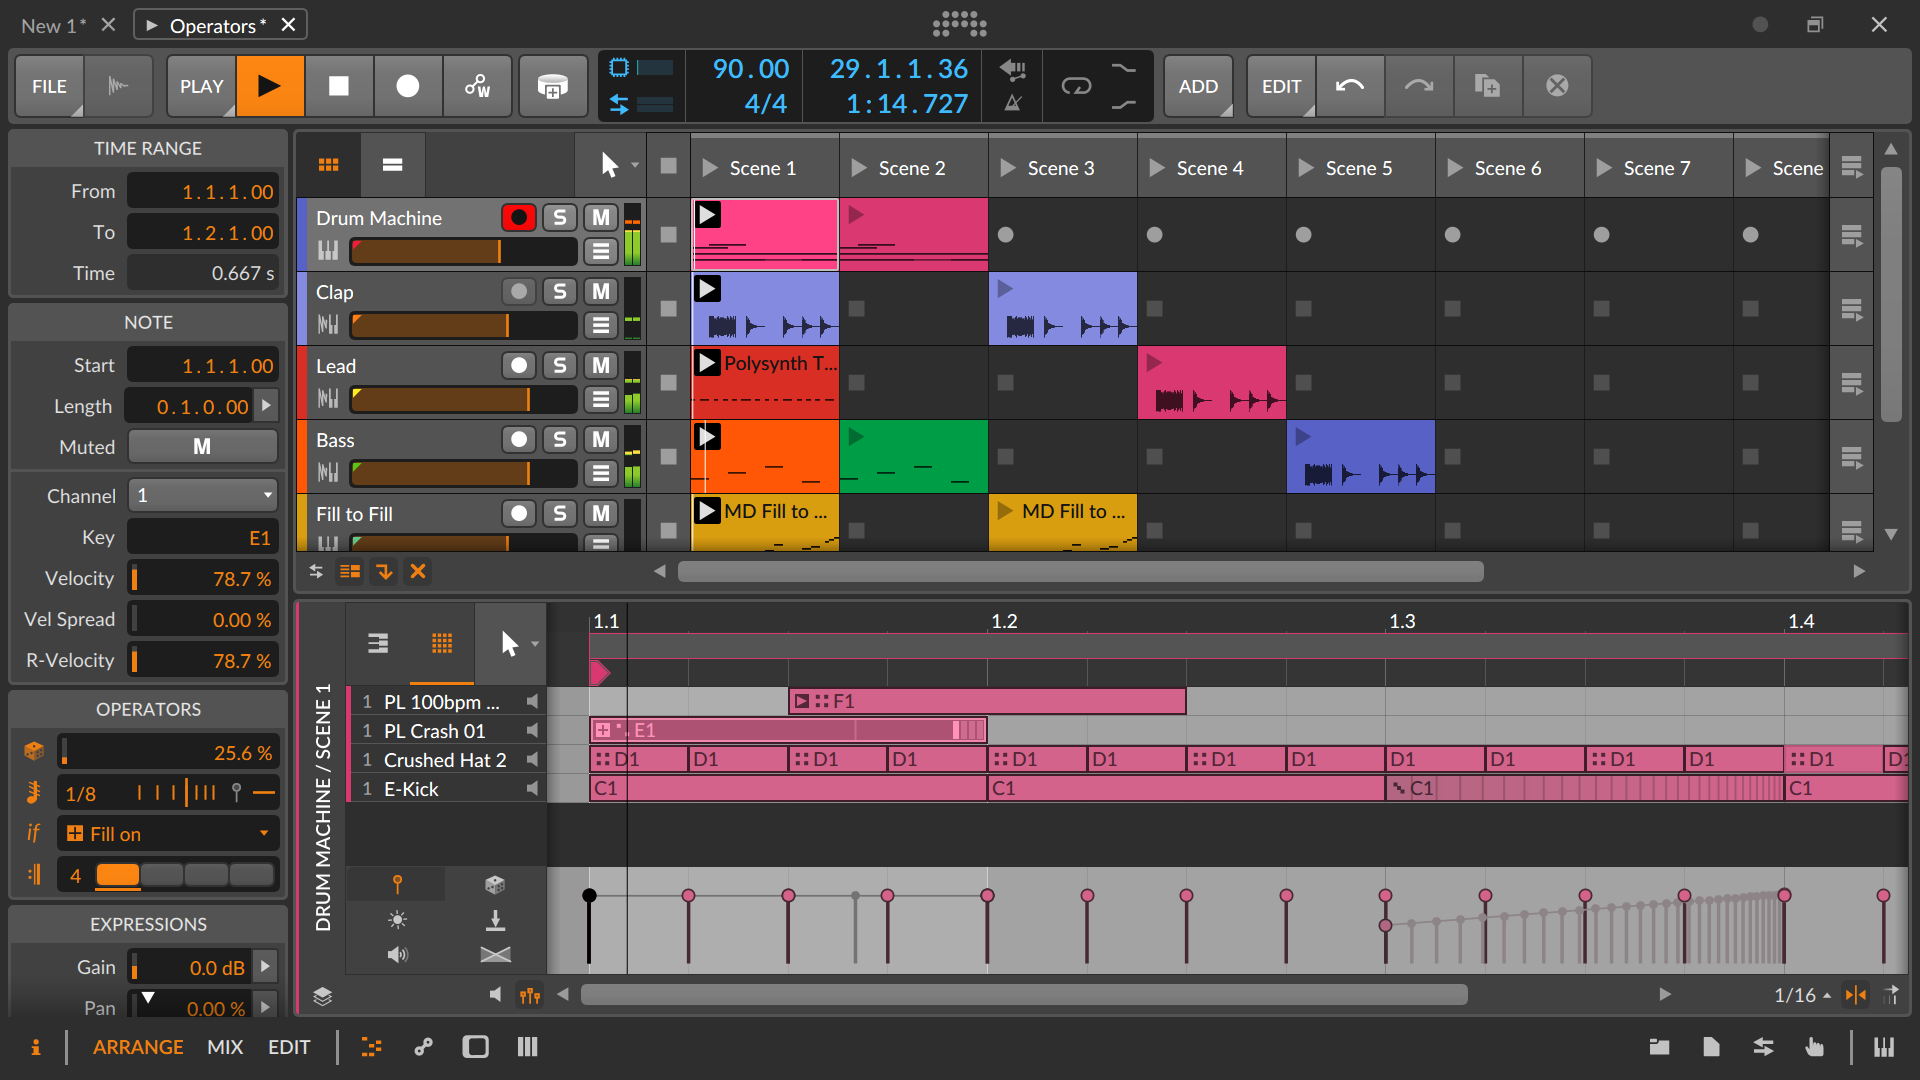 New 1*
Operators*
FILE
PLAY
W
90.00
4/4
29.1.1.36
1:14.727
ADD
EDIT
TIME RANGE
From 1.1.1.00
To 1.2.1.00
Time 0.667 s
NOTE
Start 1.1.1.00
Length 0.1.0.00
Muted M
Channel 1
Key E1
Velocity 78.7 %
Vel Spread 0.00 %
R-Velocity 78.7 %
OPERATORS
25.6 %
1/8
if Fill on
4
EXPRESSIONS
Gain 0.0 dB
Pan 0.00 %
Scene 1 Scene 2 Scene 3 Scene 4 Scene 5 Scene 6 Scene 7 Scene
Drum Machine S M
Clap S M
Lead S M Polysynth T...
Bass S M
Fill to Fill S M MD Fill to ... MD Fill to ...
DRUM MACHINE / SCENE 1
1.1 1.2 1.3 1.4
1 PL 100bpm ... F1
1 PL Crash 01 E1
1 Crushed Hat 2 D1 D1 D1 D1 D1 D1 D1 D1 D1 D1 D1 D1 D1 D1
1 E-Kick C1 C1 C1 C1
1/16
i ARRANGE MIX EDIT